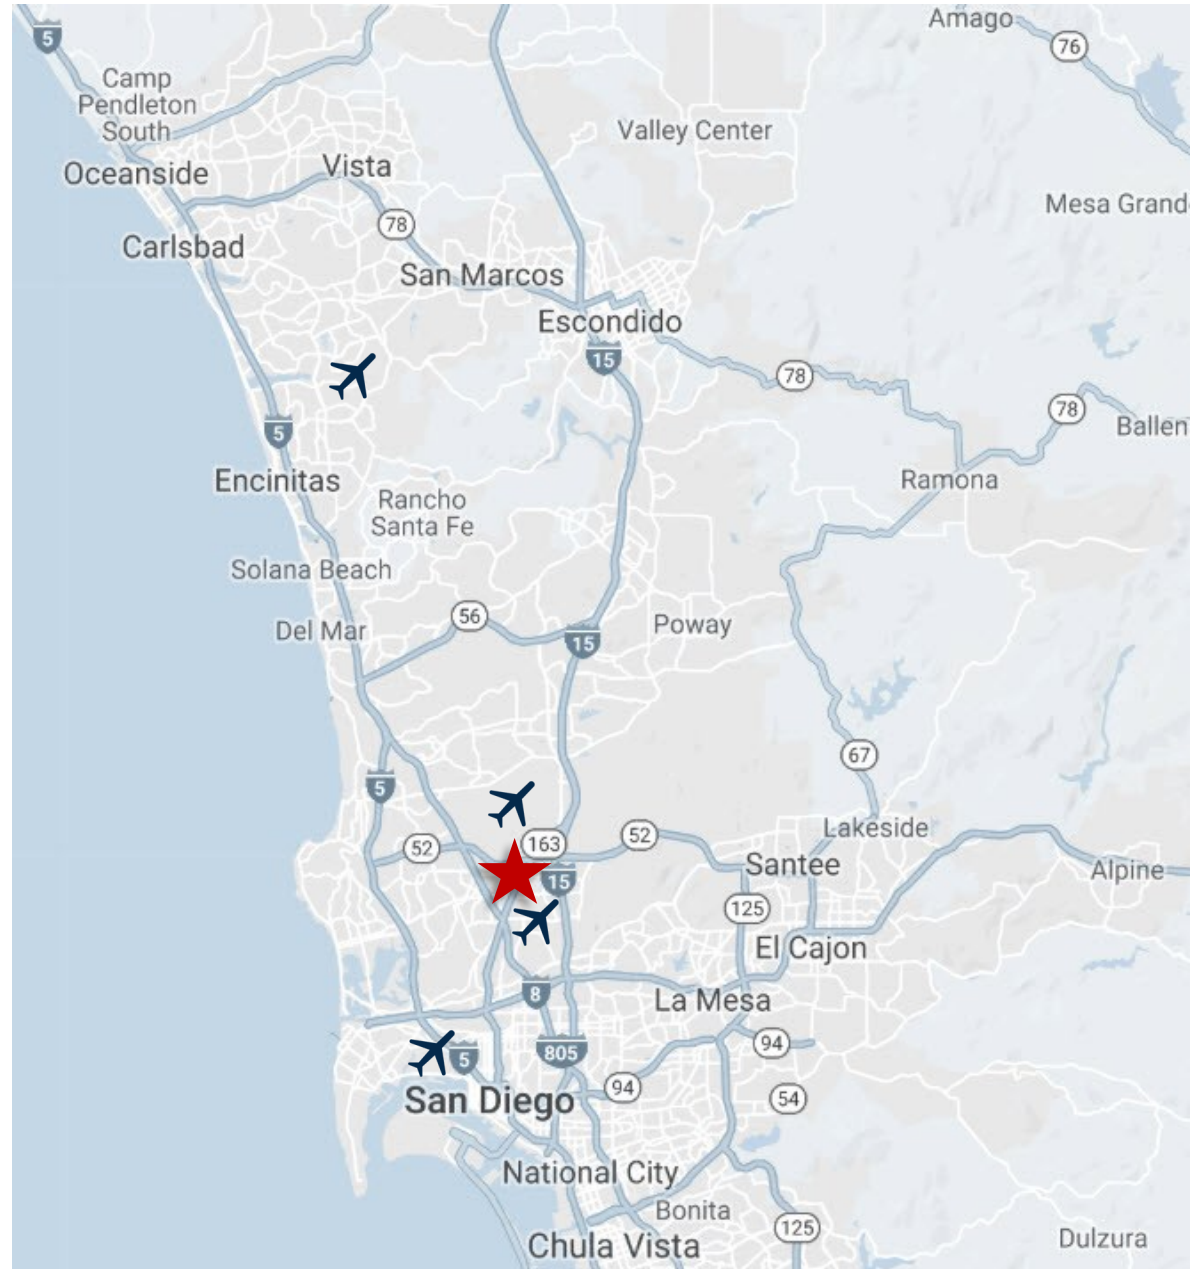 Amago
5
76
Camp
Pendleton
South
Valley Center
Oceanside
Vista
Mesa Grand
78
Carlsbad
San Marcos
Escondido
15
78
78
Ballen
5
Encinitas
Ramona
Rancho
Santa Fe
Solana Beach
56
Del Mar
Poway
15
67
5
Lakeside
52
163
52
Santee
Alpine
15
125
El Cajon
8
La Mesa
94
805
5
94
54
San Diego
National City
Bonita
125
Chula Vista
Dulzura